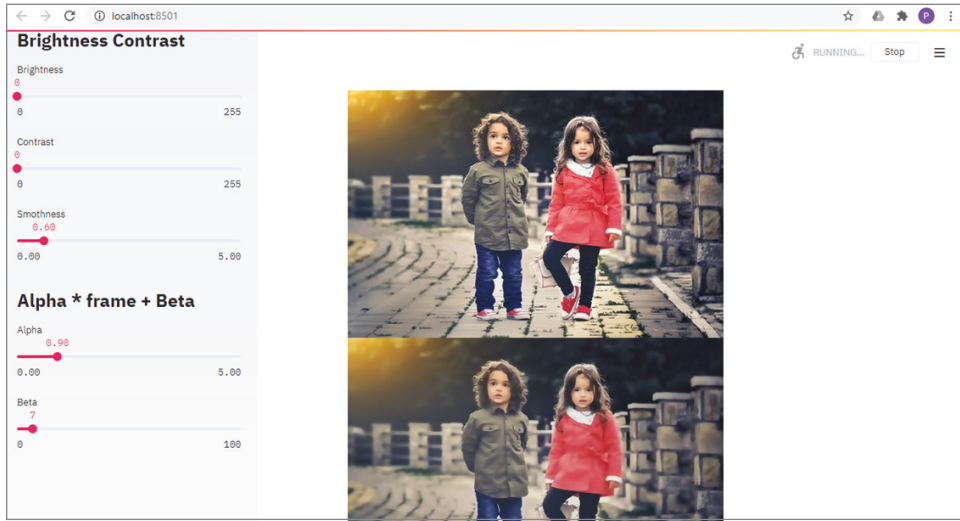 localhost:8501
P
RUNNING...
Stop
Brightness Contrast
Brightness
0
0 255
Contrast
0
0 255
Smothness
0.60
0.00 5.00
Alpha * frame + Beta
Alpha
0.90
0.00 5.00
Beta
7
0 100